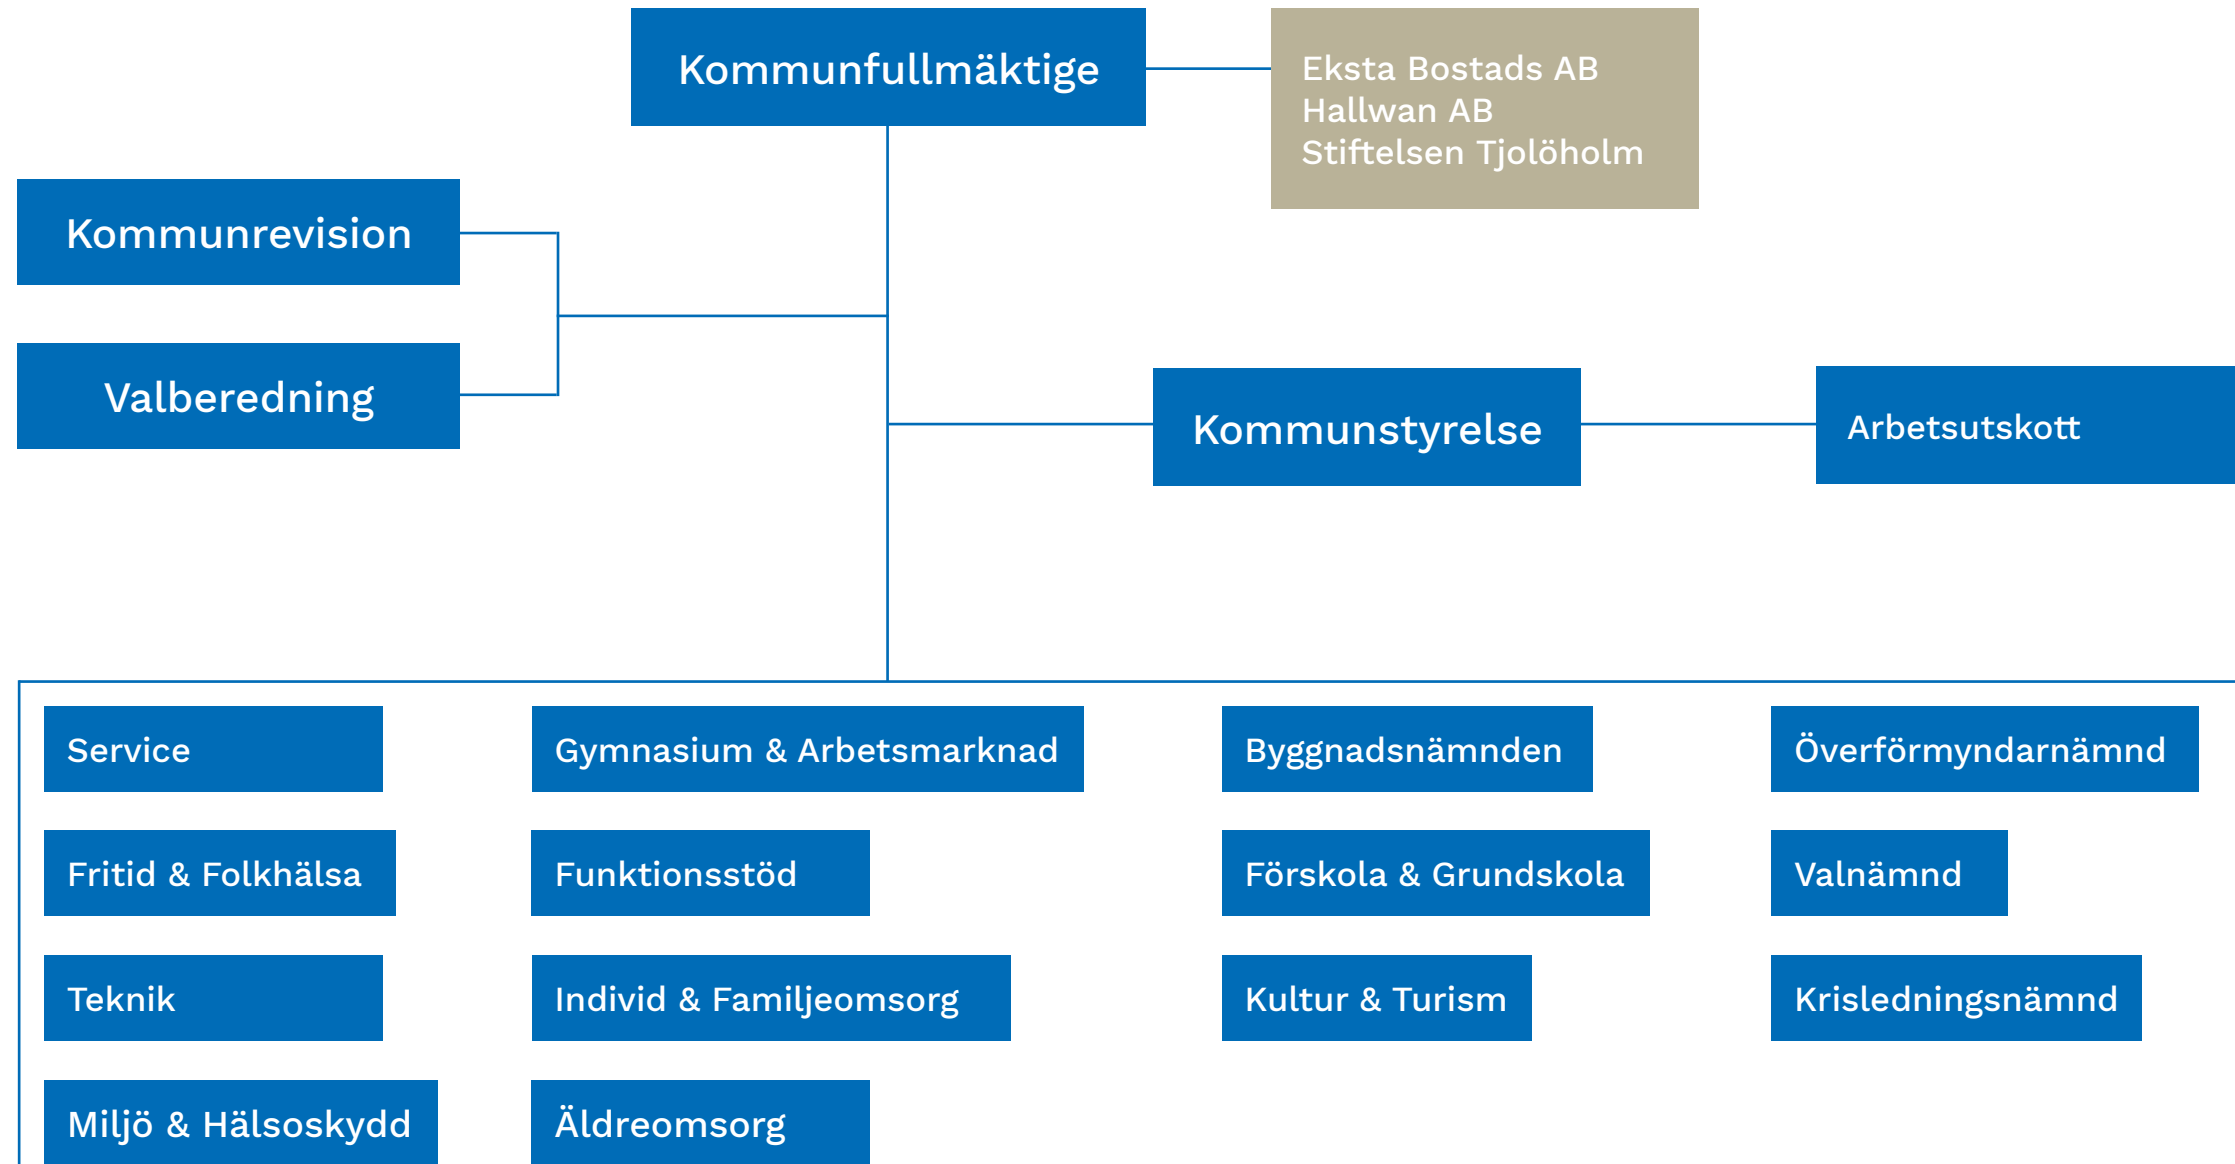 Kommunfullmäktige
Eksta Bostads AB
Hallwan AB
Stiftelsen Tjolöholm
Kommunrevision
Valberedning
Kommunstyrelse
Arbetsutskott
Service
Gymnasium & Arbetsmarknad
Byggnadsnämnden
Överförmyndarnämnd
Fritid & Folkhälsa
Funktionsstöd
Förskola & Grundskola
Valnämnd
Teknik
Individ & Familjeomsorg
Kultur & Turism
Krisledningsnämnd
Miljö & Hälsoskydd
Äldreomsorg